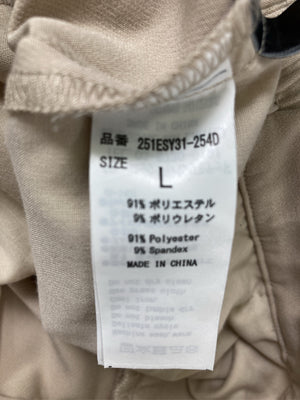 品番 251ESY31-254D
SIZE
L
91% ポリエステル
9% ポリウレタン
91% Polyester
9% Spandex
MADE IN CHINA